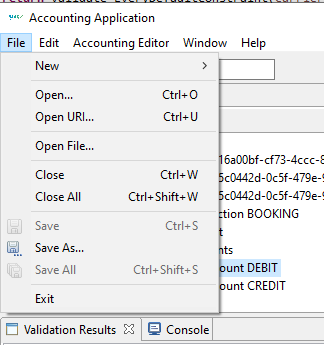 Accounting Application
File Edit Accounting Editor Window Help
New
Open... Ctrl+O
Open URI... Ctrl+U
Open File...
16a00bf-cf73-4ccc-8
Close Ctrl+W
5c0442d-0c5f-479e-9
Close All Ctrl+Shift+W
5c0442d-0c5f-479e-9
ction BOOKING
Save Ctrl+S
Save As...
nts
Save All Ctrl+Shift+S
ount DEBIT
ount CREDIT
Exit
Validation Results Console